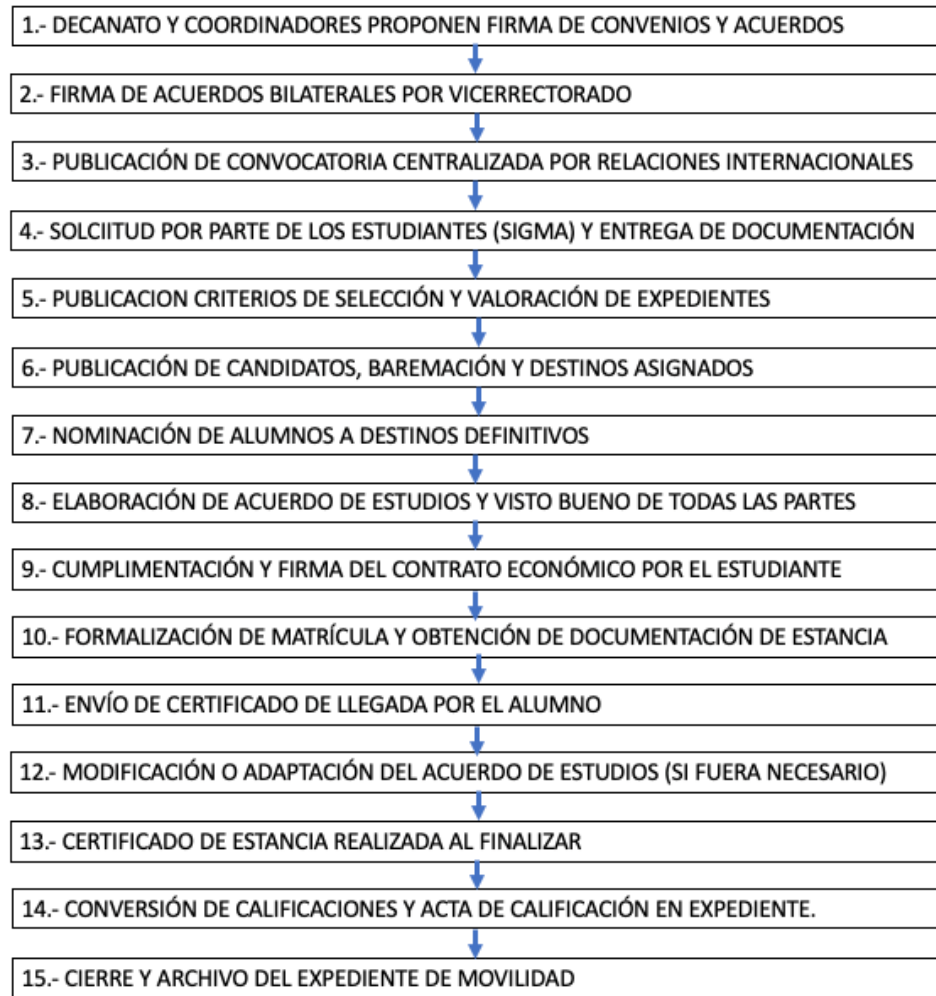 1.- DECANATO Y COORDINADORES PROPONEN FIRMA DE CONVENIOS Y ACUERDOS
2.- FIRMA DE ACUERDOS BILATERALES POR VICERRECTORADO
3.- PUBLICACIÓN DE CONVOCATORIA CENTRALIZADA POR RELACIONES INTERNACIONALES
4.- SOLCIITUD POR PARTE DE LOS ESTUDIANTES (SIGMA) Y ENTREGA DE DOCUMENTACIÓN
5.- PUBLICACION CRITERIOS DE SELECCIÓN Y VALORACIÓN DE EXPEDIENTES
6.- PUBLICACIÓN DE CANDIDATOS, BAREMACIÓN Y DESTINOS ASIGNADOS
7.- NOMINACIÓN DE ALUMNOS A DESTINOS DEFINITIVOS
8.- ELABORACIÓN DE ACUERDO DE ESTUDIOS Y VISTO BUENO DE TODAS LAS PARTES
9.- CUMPLIMENTACIÓN Y FIRMA DEL CONTRATO ECONÓMICO POR EL ESTUDIANTE
10.- FORMALIZACIÓN DE MATRÍCULA Y OBTENCIÓN DE DOCUMENTACIÓN DE ESTANCIA
11.- ENVÍO DE CERTIFICADO DE LLEGADA POR EL ALUMNO
12.- MODIFICACIÓN O ADAPTACIÓN DEL ACUERDO DE ESTUDIOS (SI FUERA NECESARIO)
13.- CERTIFICADO DE ESTANCIA REALIZADA AL FINALIZAR
14.- CONVERSIÓN DE CALIFICACIONES Y ACTA DE CALIFICACIÓN EN EXPEDIENTE.
15.- CIERRE Y ARCHIVO DEL EXPEDIENTE DE MOVILIDAD